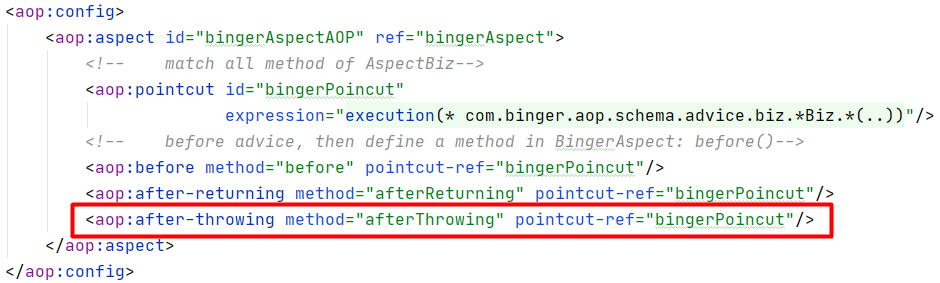 <aop:config>
<aop:aspect id="bingerAspectAOP" ref="bingerAspect">
<!--    match all method of AspectBiz-->
<aop:pointcut id="bingerPoincut"
expression="execution(* com.binger.aop.schema.advice.biz.*Biz.*(..))"/>
<!--    before advice, then define a method in BingerAspect: before()-->
<aop:before method="before" pointcut-ref="bingerPoincut"/>
<aop:after-returning method="afterReturning" pointcut-ref="bingerPoincut"/>
<aop:after-throwing method="afterThrowing" pointcut-ref="bingerPoincut"/>
</aop:aspect>
</aop:config>